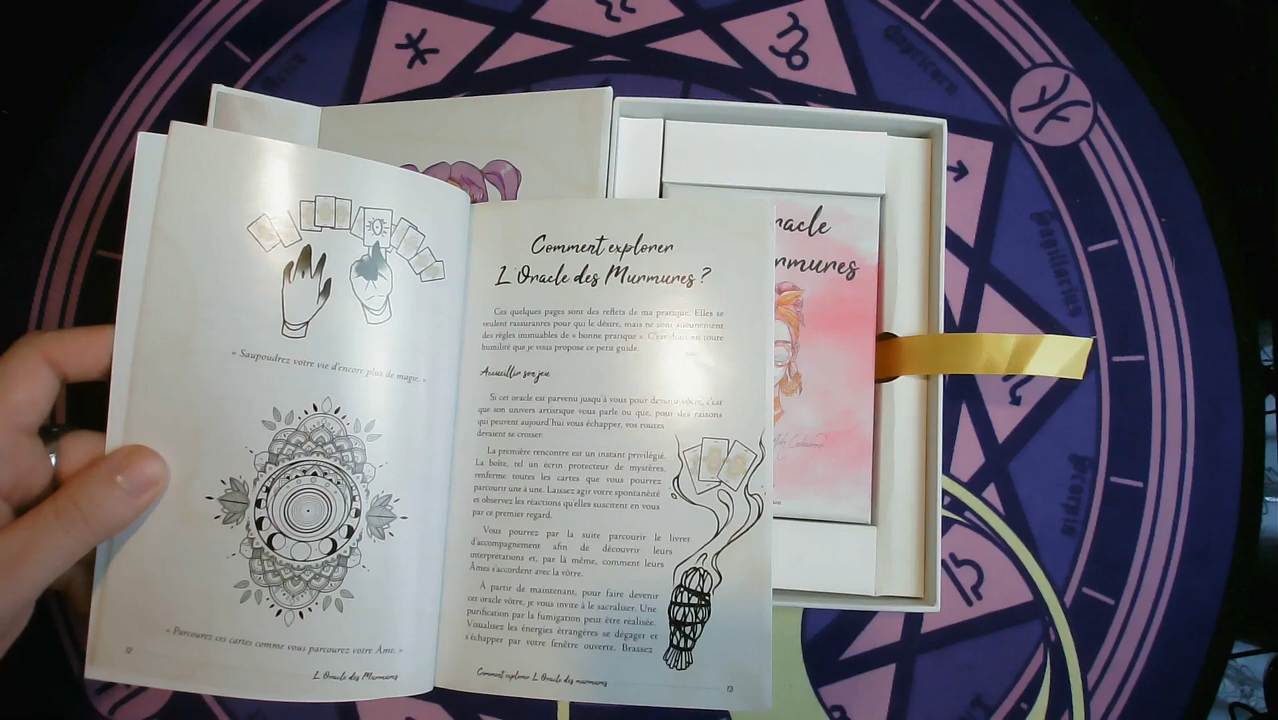 « Saupoudrez votre vie d'encore plus de magie. »
« Parcourez ces cartes comme vous parcourez votre Âme. »
12
L'Oracle des Murmures
Comment explorer
L'Oracle des Murmures ?
Ces quelques pages sont des reflets de ma pratique. Elles se
veulent rassurantes pour qui le désire, mais ne sont aucunement
des règles immuables de « bonne pratique ». C'est donc en toute
humilité que je vous propose ce petit guide.
Accueillir son jeu
Si cet oracle est parvenu jusqu'à vous pour devenir vôtre, c'est
que son univers artistique vous parle ou que, pour des raisons
qui peuvent aujourd'hui vous échapper, vos routes
devaient se croiser.
La première rencontre est un instant privilégié.
La boîte, tel un écrin protecteur de mystères,
renferme toutes les cartes que vous pourrez
parcourir une à une. Laissez agir votre spontanéité
et observez les réactions qu'elles suscitent en vous
par ce premier regard.
Vous pourrez par la suite parcourir le livret
d'accompagnement afin de découvrir leurs
interprétations et, par là même, comment leurs
Âmes s'accordent avec la vôtre.
À partir de maintenant, pour faire devenir
cet oracle vôtre, je vous invite à le sacraliser. Une
purification par la fumigation peut être réalisée.
Visualisez les énergies étrangères se dégager et
s'échapper par votre fenêtre ouverte. Brassez
Comment explorer L'Oracle des murmures
13
racle
rmures
Capricorn
Sagittarius
Scorpio